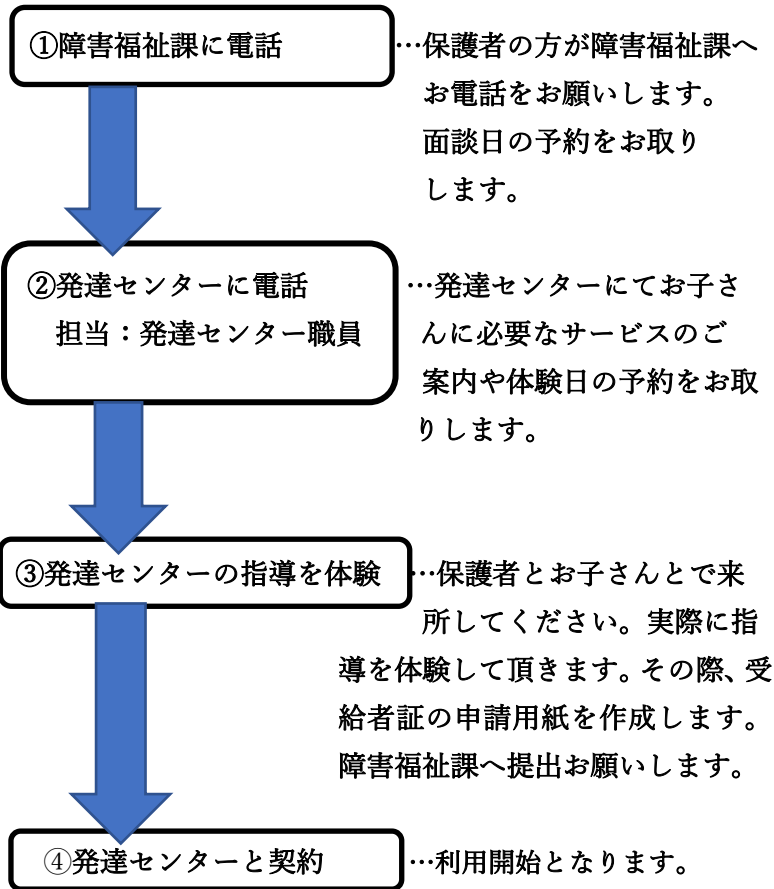 ①障害福祉課に電話
…保護者の方が障害福祉課へ
お電話をお願いします。
面談日の予約をお取り
します。
②発達センターに電話
担当：発達センター職員
…発達センターにてお子さ
んに必要なサービスのご
案内や体験日の予約をお取
りします。
③発達センターの指導を体験
…保護者とお子さんとで来
所してください。実際に指
導を体験して頂きます。その際、受
給者証の申請用紙を作成します。
障害福祉課へ提出お願いします。
④発達センターと契約
…利用開始となります。